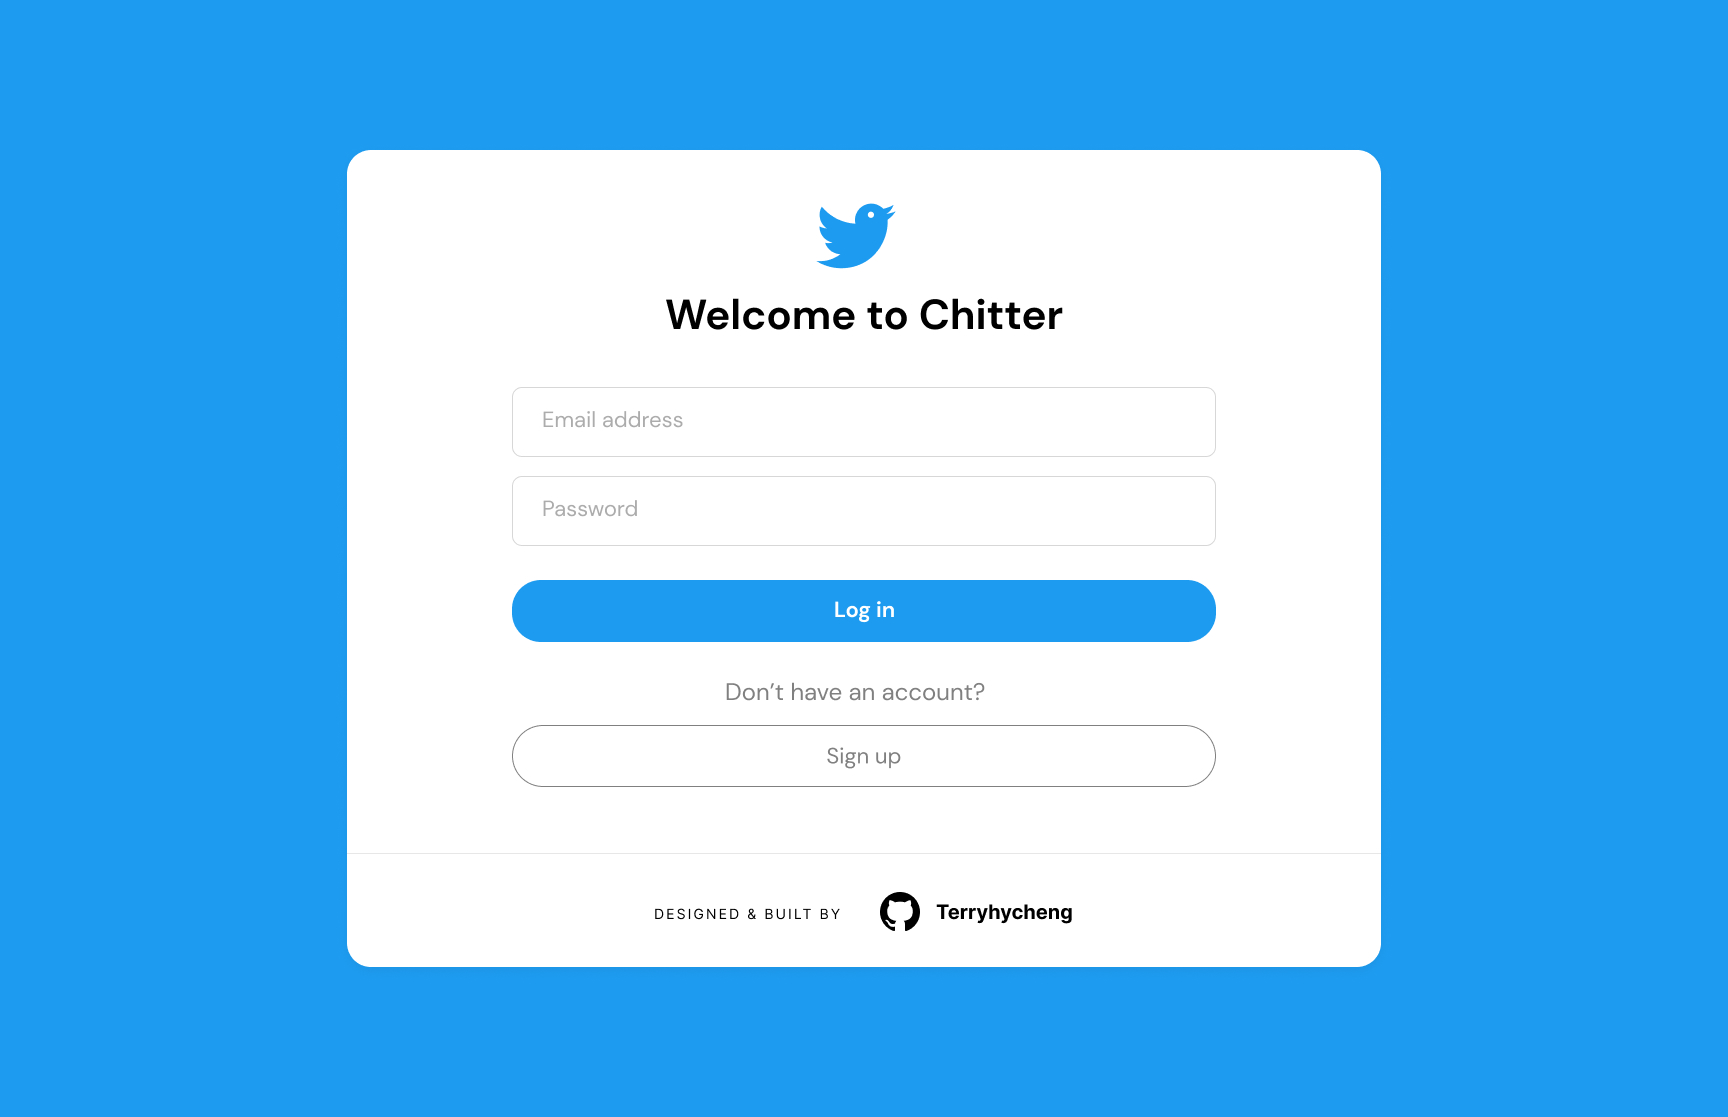 Welcome to Chitter
Email address
Password
Log in
Don’t have an account?
Sign up
DESIGNED & BUILT BY Terryhycheng